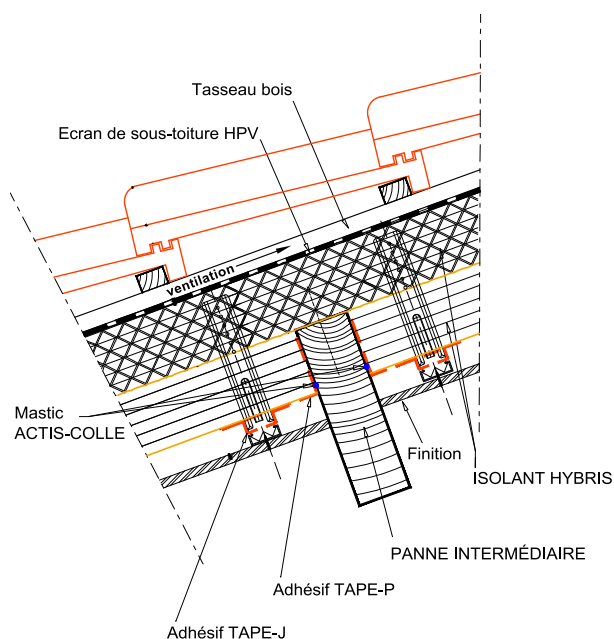 Tasseau bois
Ecran de sous-toiture HPV
ventilation
Mastic
ACTIS-COLLE
Finition
ISOLANT HYBRIS
PANNE INTERMÉDIAIRE
Adhésif TAPE-P
Adhésif TAPE-J